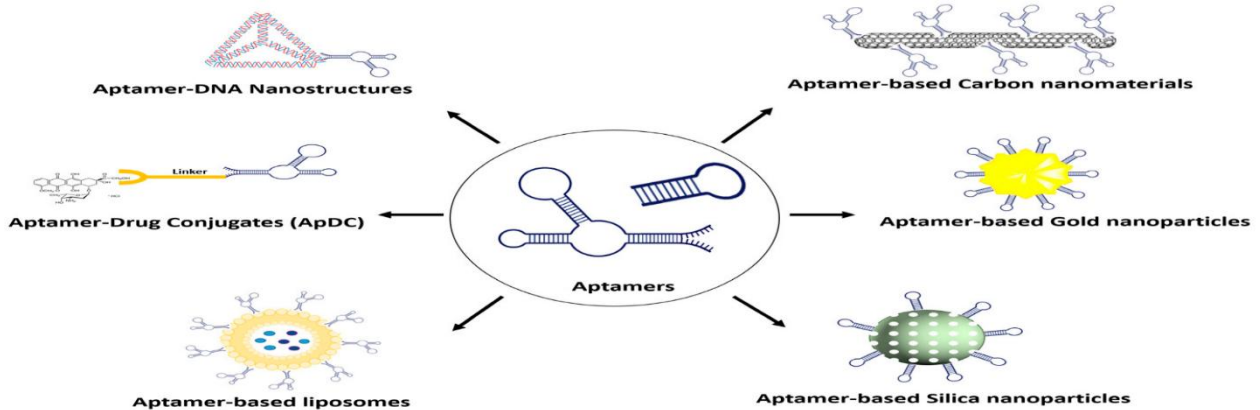 Aptamer-DNA Nanostructures
Aptamer-based Carbon nanomaterials
Linker
Aptamer-Drug Conjugates (ApDC)
Aptamer-based Gold nanoparticles
Aptamers
Aptamer-based liposomes
Aptamer-based Silica nanoparticles